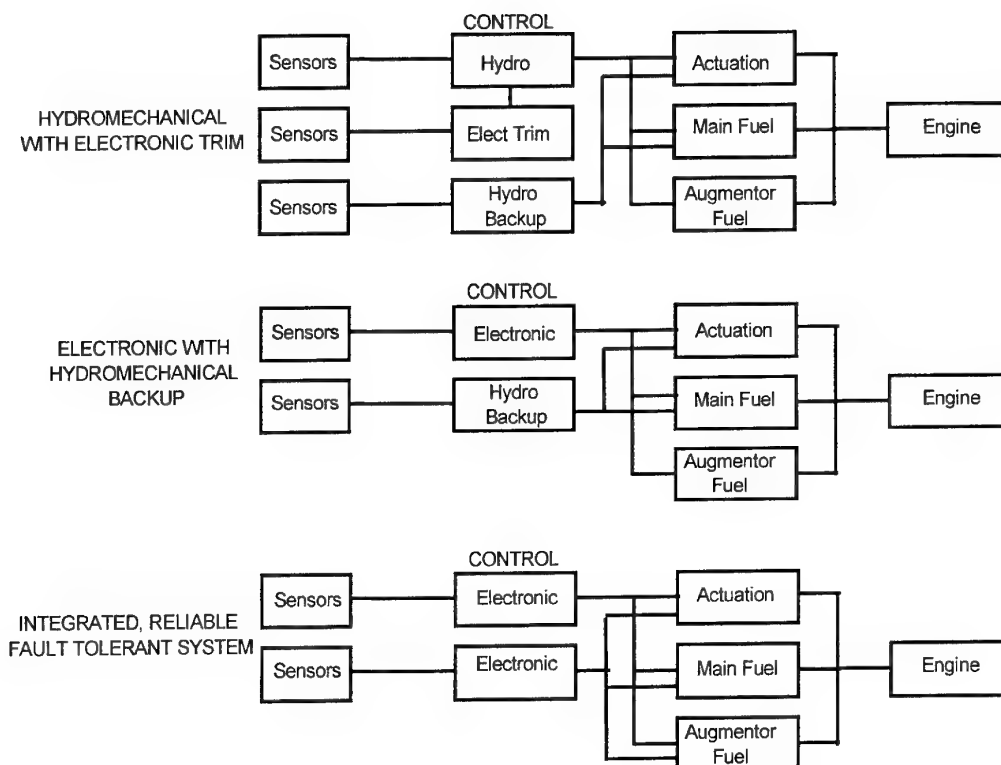 CONTROL
Sensors
Hydro
Actuation
HYDROMECHANICAL
WITH ELECTRONIC TRIM
Sensors
Elect Trim
Main Fuel
Engine
Sensors
Hydro
Backup
Augmentor
Fuel
CONTROL
Sensors
Electronic
Actuation
ELECTRONIC WITH
HYDROMECHANICAL
BACKUP
Sensors
Hydro
Backup
Main Fuel
Engine
Augmentor
Fuel
CONTROL
Sensors
Electronic
Actuation
INTEGRATED, RELIABLE
FAULT TOLERANT SYSTEM
Sensors
Electronic
Main Fuel
Engine
Augmentor
Fuel